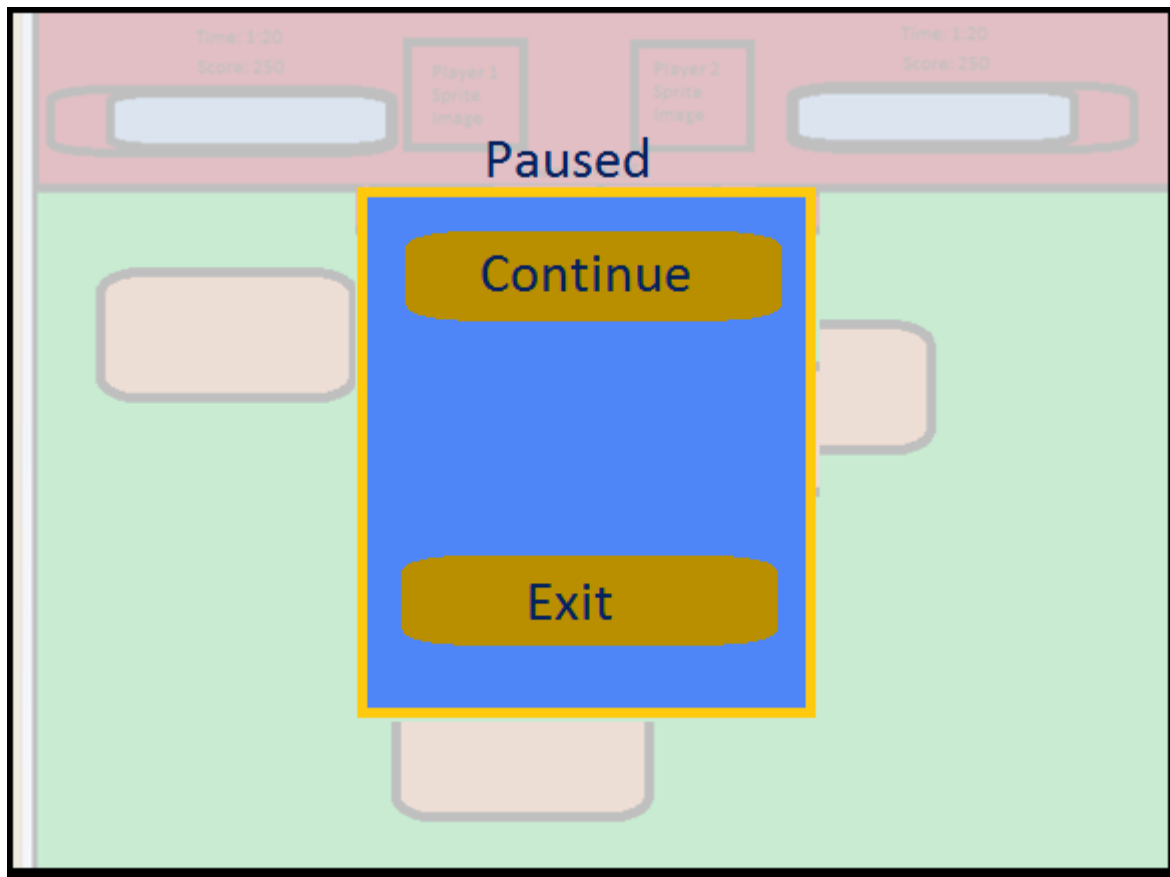 Time: 1:20
Score: 250
Player 1
Sprite
Image
Player 2
Sprite
Image
Time: 1:20
Score: 250
Paused
Continue
Exit